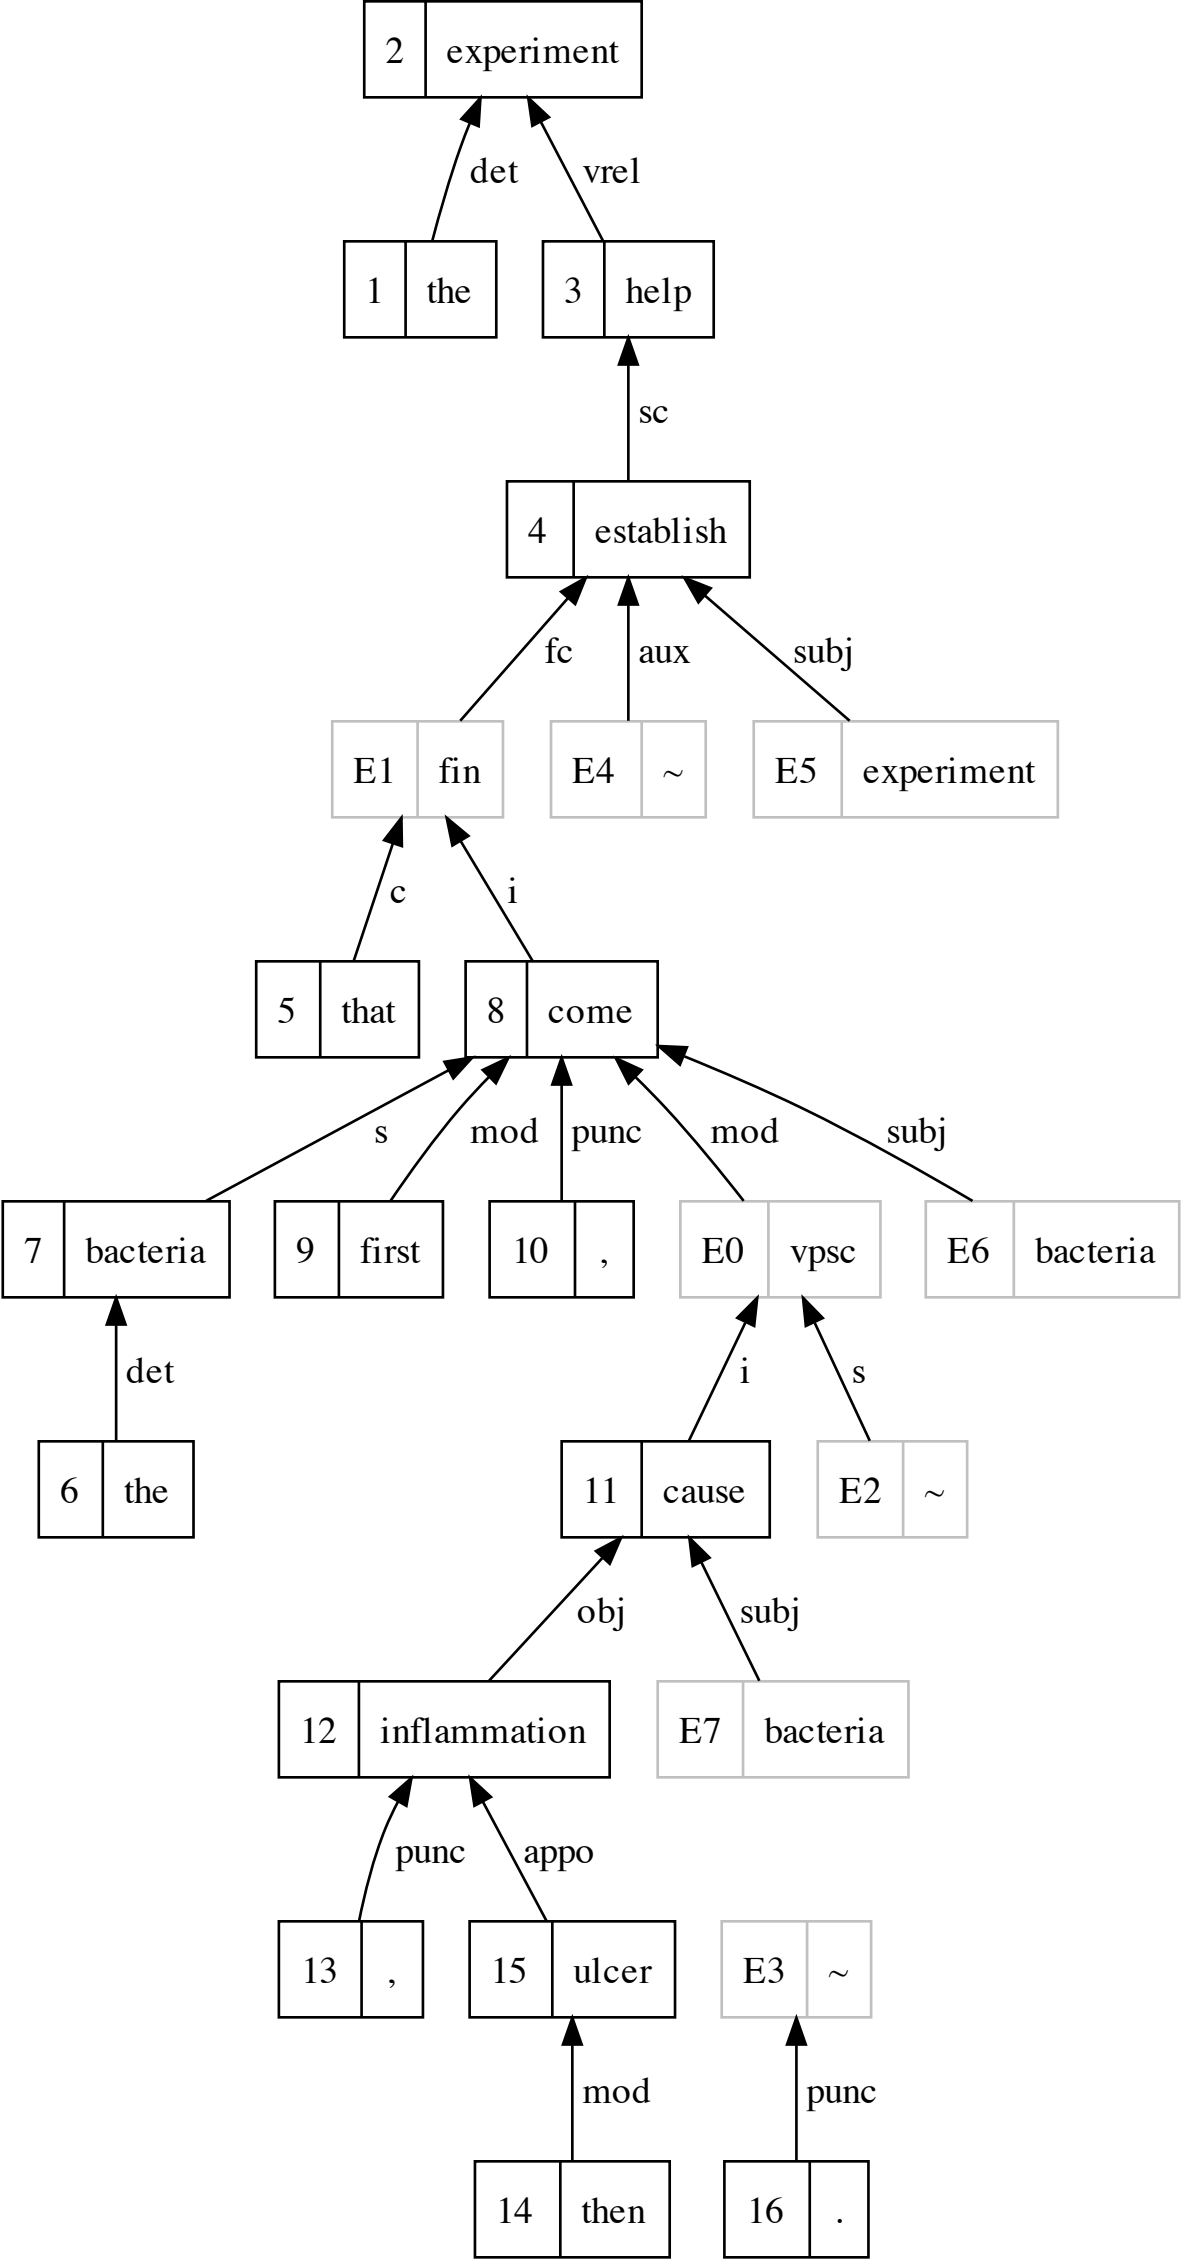 2 experiment
det vrel
1 the 3 help
sc
4 establish
fc aux subj
E1 fin E4 ~ E5 experiment
c i
5 that 8 come
s mod punc mod subj
7 bacteria 9 first 10 , E0 vpsc E6 bacteria
det i s
6 the 11 cause E2 ~
obj subj
12 inflammation E7 bacteria
punc appo
13 , 15 ulcer E3 ~
mod punc
14 then 16 .